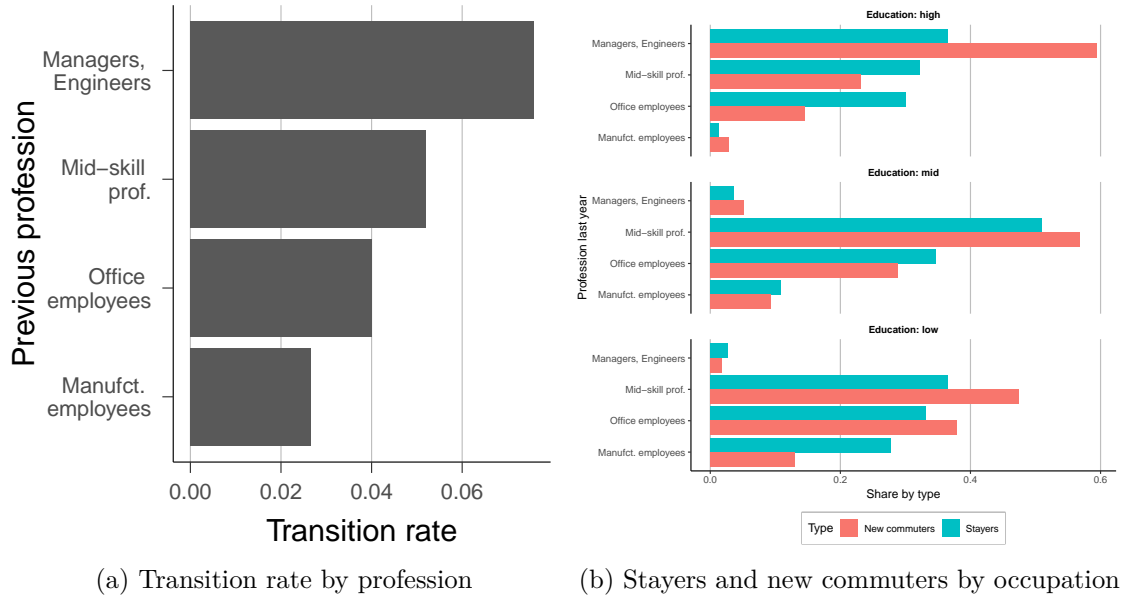 Previous profession
Managers,
Engineers
Mid−skill
prof.
Office
employees
Manufct.
employees
0.00
0.02
0.04
0.06
Transition rate
(a) Transition rate by profession
Profession last year
Education: high
Managers, Engineers
Mid−skill prof.
Office employees
Manufct. employees
Education: mid
Managers, Engineers
Mid−skill prof.
Office employees
Manufct. employees
Education: low
Managers, Engineers
Mid−skill prof.
Office employees
Manufct. employees
0.0
0.2
0.4
0.6
Share by type
Type
New commuters
Stayers
(b) Stayers and new commuters by occupation